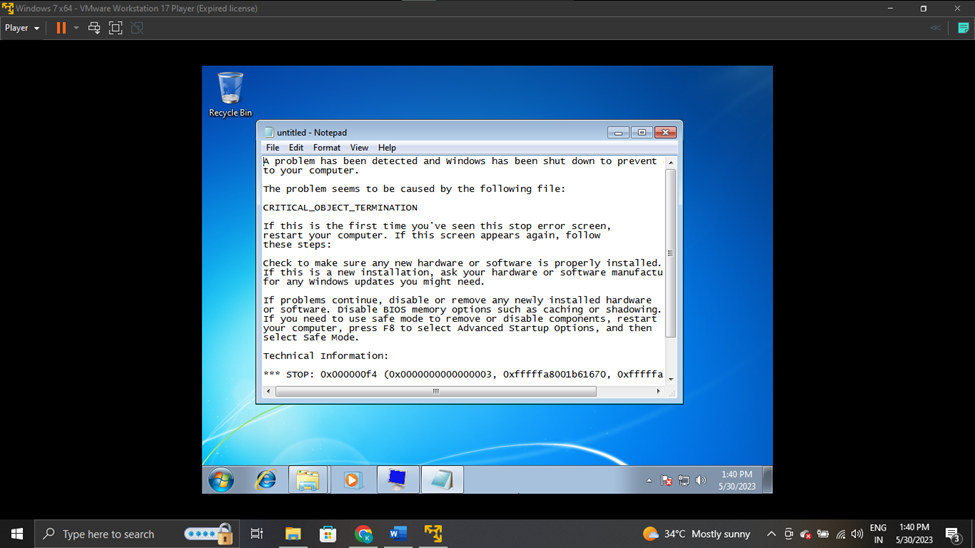 Windows 7 x64 - VMware Workstation 17 Player (Expired license)
Player
Recycle Bin
untitled - Notepad
File Edit Format View Help
A problem has been detected and Windows has been shut down to prevent
to your computer.
The problem seems to be caused by the following file:
CRITICAL_OBJECT_TERMINATION
If this is the first time you've seen this stop error screen,
restart your computer. If this screen appears again, follow
these steps:
Check to make sure any new hardware or software is properly installed.
If this is a new installation, ask your hardware or software manufactu
for any Windows updates you might need.
If problems continue, disable or remove any newly installed hardware
or software. Disable BIOS memory options such as caching or shadowing.
If you need to use safe mode to remove or disable components, restart
your computer, press F8 to select Advanced Startup Options, and then
select Safe Mode.
Technical Information:
*** STOP: 0x000000f4 (0x0000000000000003, 0xfffffa8001b61670, 0xfffffa
1:40 PM
5/30/2023
Type here to search
34°C Mostly sunny
ENG
IN
1:40 PM
5/30/2023
3